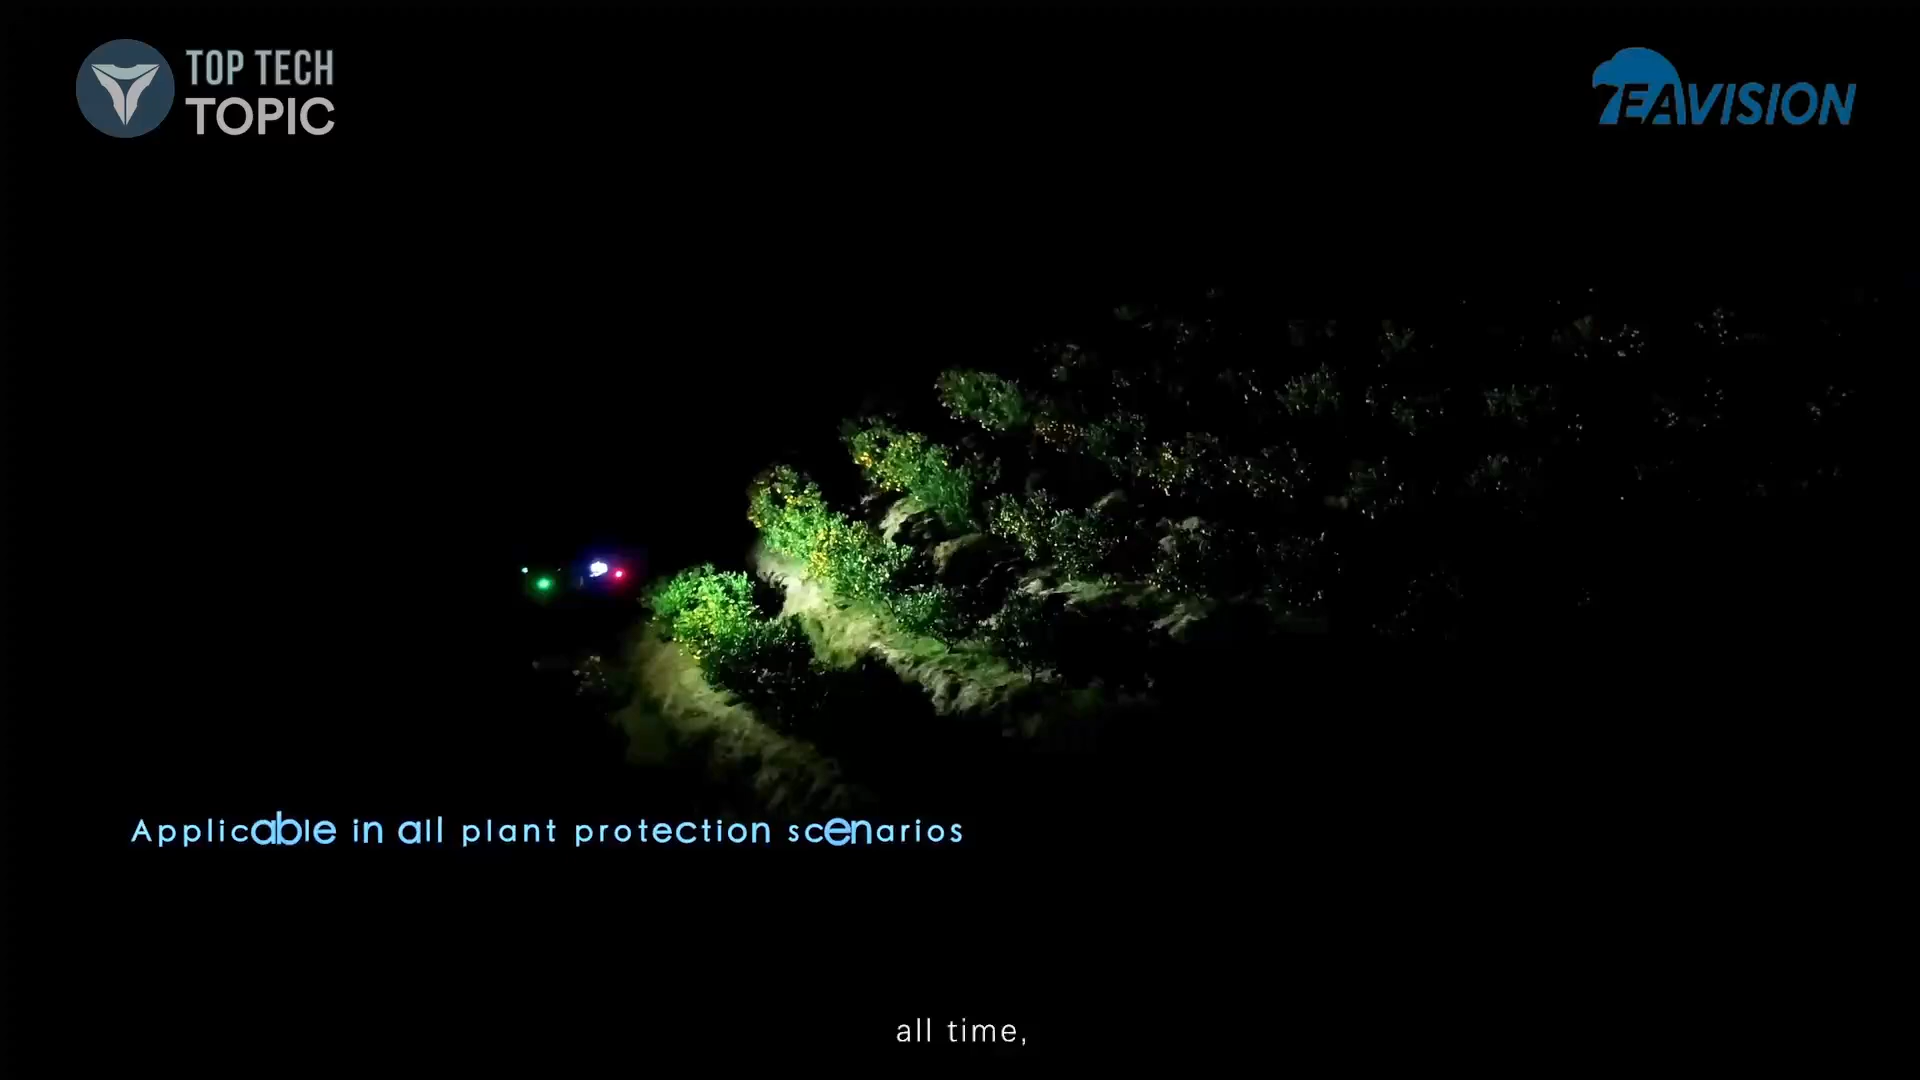 TOP TECH
TOPIC
EAVISION
Applicable in all plant protection scenarios
all time,